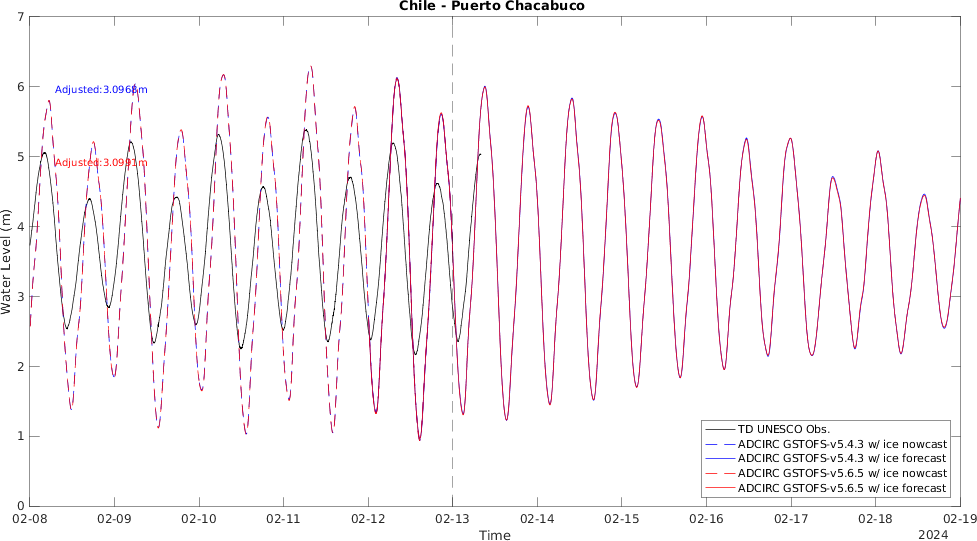 Chile - Puerto Chacabuco
7
6
5
4
3
2
1
0
Water Level (m)
Adjusted:3.0968m
Adjusted:3.0991m
TD UNESCO Obs.
ADCIRC GSTOFS-v5.4.3 w/ ice nowcast
ADCIRC GSTOFS-v5.4.3 w/ ice forecast
ADCIRC GSTOFS-v5.6.5 w/ ice nowcast
ADCIRC GSTOFS-v5.6.5 w/ ice forecast
02-08 02-09 02-10 02-11 02-12 02-13 02-14 02-15 02-16 02-17 02-18 02-19
Time
2024